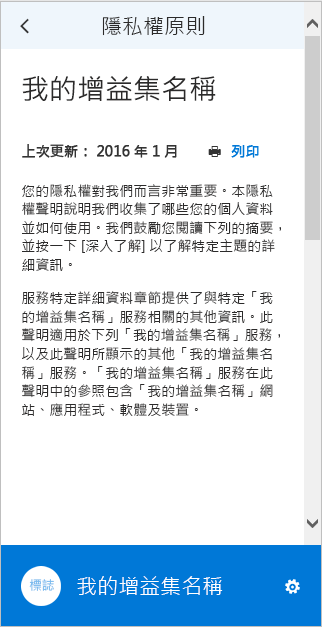 隱私權原則
我的增益集名稱
上次更新： 2016 年 1 月 列印
您的隱私權對我們而言非常重要。本隱私
權聲明說明我們收集了哪些您的個人資料
並如何使用。我們鼓勵您閱讀下列的摘要，
並按一下 [深入了解] 以了解特定主題的詳
細資訊。
服務特定詳細資料章節提供了與特定「我
的增益集名稱」服務相關的其他資訊。此
聲明適用於下列「我的增益集名稱」服務，
以及此聲明所顯示的其他「我的增益集名
稱」服務。「我的增益集名稱」服務在此
聲明中的參照包含「我的增益集名稱」網
站、應用程式、軟體及裝置。
標誌 我的增益集名稱